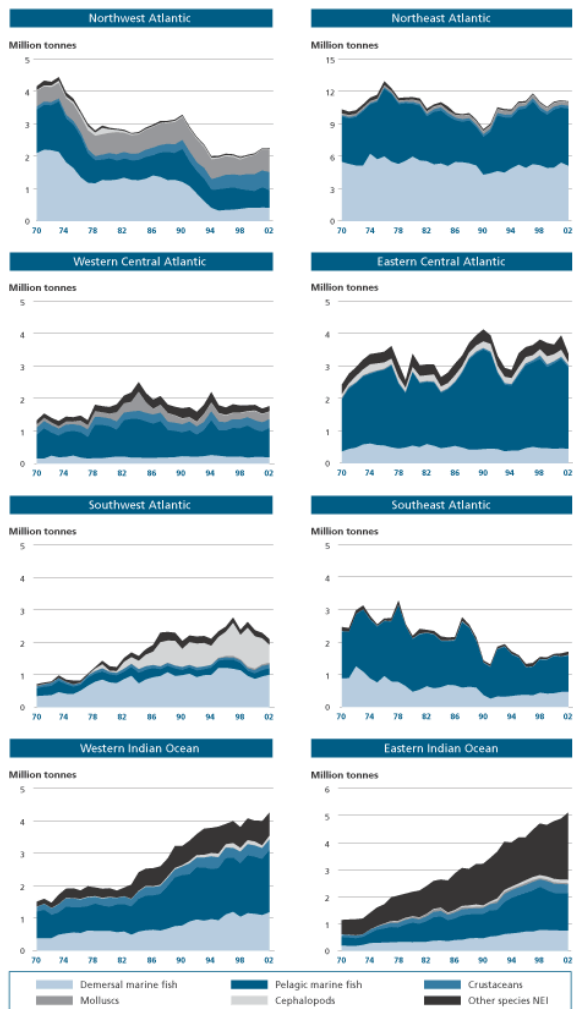 Northwest Atlantic
Million tonnes
5
4
3
2
1
0
70 74 78 82 86 90 94 98 02
Northeast Atlantic
Million tonnes
15
12
9
6
3
0
70 74 78 82 86 90 94 98 02
Western Central Atlantic
Million tonnes
5
4
3
2
1
0
70 74 78 82 86 90 94 98 02
Eastern Central Atlantic
Million tonnes
5
4
3
2
1
0
70 74 78 82 86 90 94 98 02
Southwest Atlantic
Million tonnes
5
4
3
2
1
0
70 74 78 82 86 90 94 98 02
Southeast Atlantic
Million tonnes
5
4
3
2
1
0
70 74 78 82 86 90 94 98 02
Western Indian Ocean
Million tonnes
5
4
3
2
1
0
70 74 78 82 86 90 94 98 02
Eastern Indian Ocean
Million tonnes
6
5
4
3
2
1
0
70 74 78 82 86 90 94 98 02
Demersal marine fish Pelagic marine fish Crustaceans
Molluscs Cephalopods Other species NEI